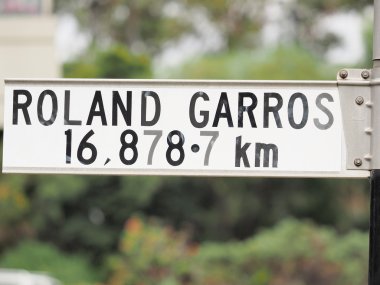 ROLAND GARROS
16,878·7 km